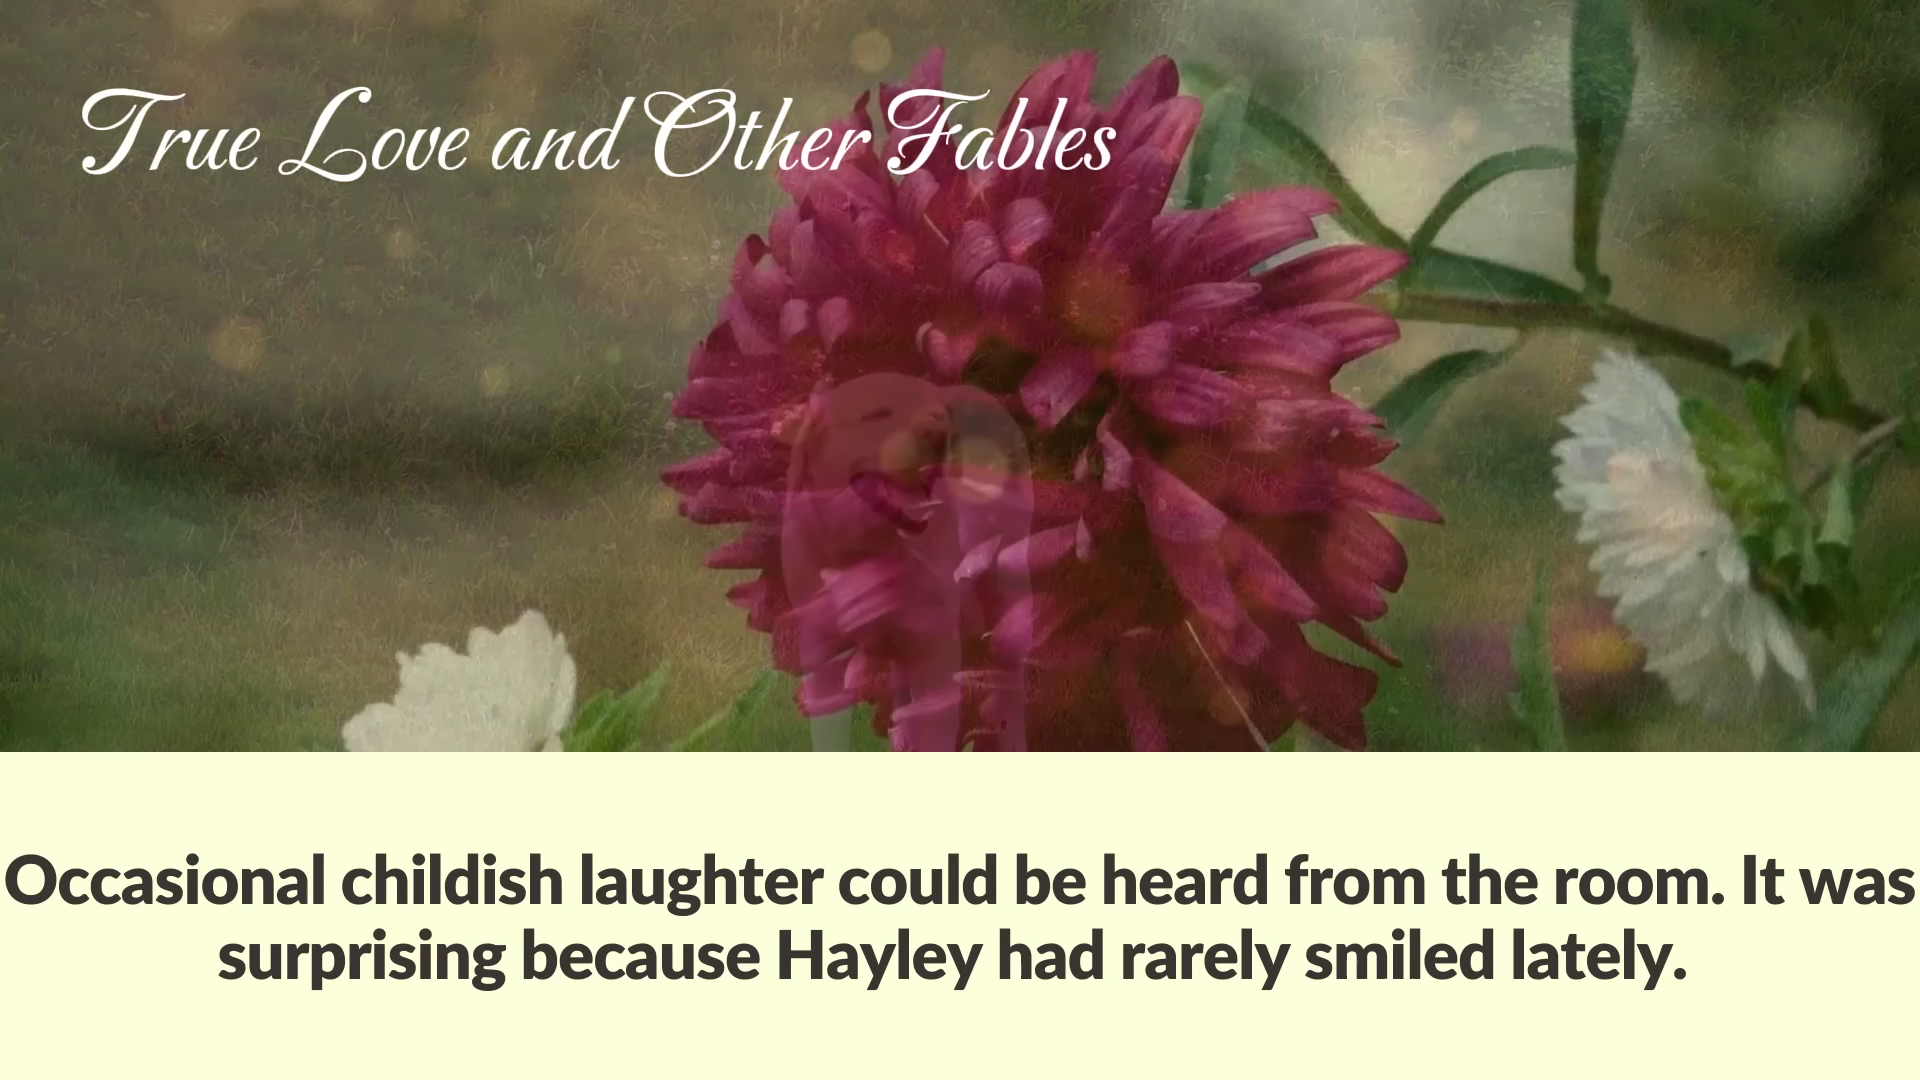 True Love and Other Fables
Occasional childish laughter could be heard from the room. It was
surprising because Hayley had rarely smiled lately.